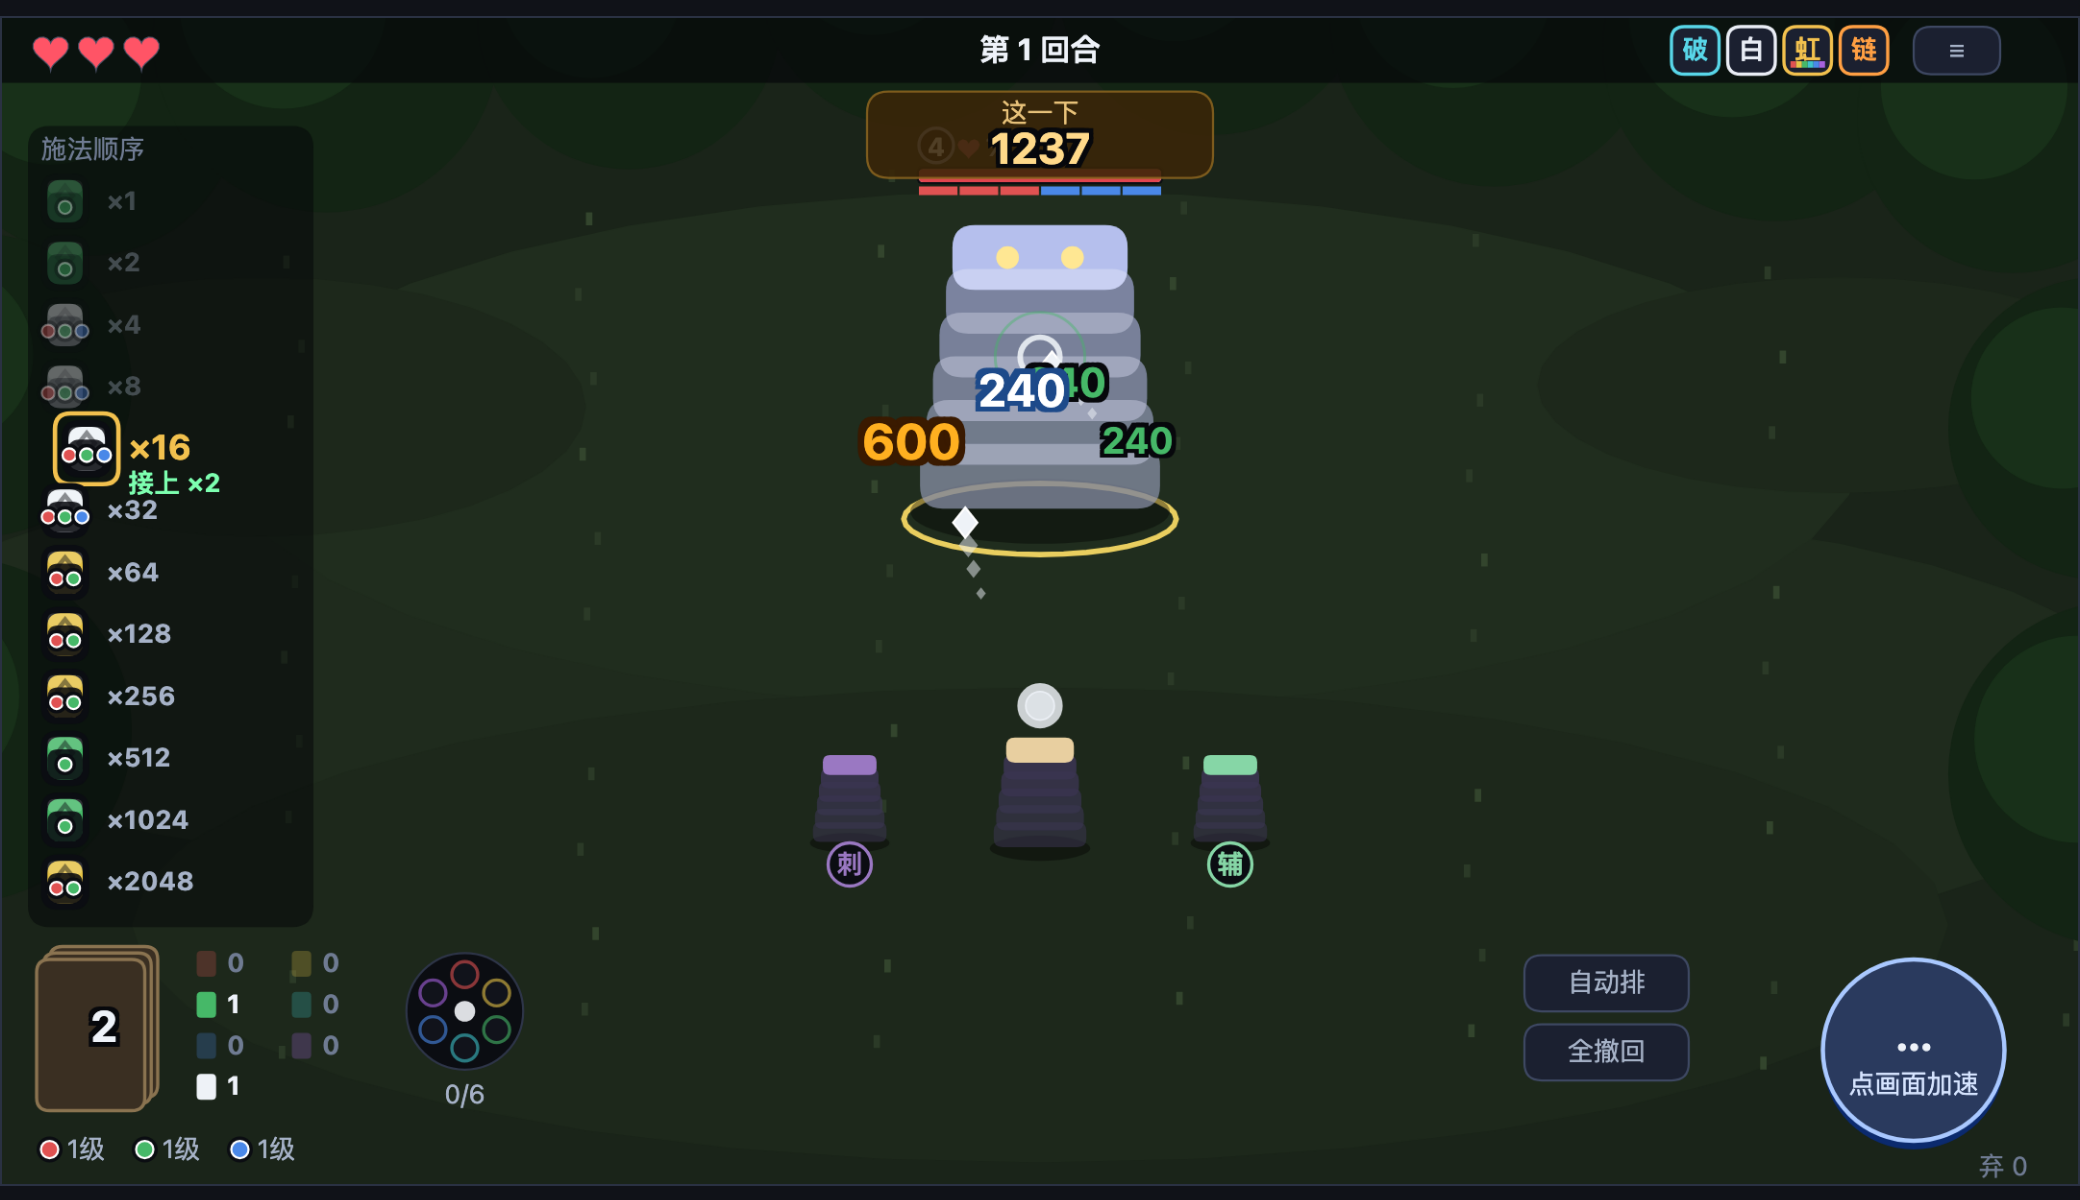 第 1 回合
破 白 虹 链 ≡
这一下
④
1237
施法顺序
×1
×2
×4
×8
×16
接上 ×2
×32
×64
×128
×256
×512
×1024
×2048
240
600
240
刺
辅
2
0 0
1 0
0 0
1
0/6
1级 1级 1级
自动排
全撤回
...
点画面加速
弃 0